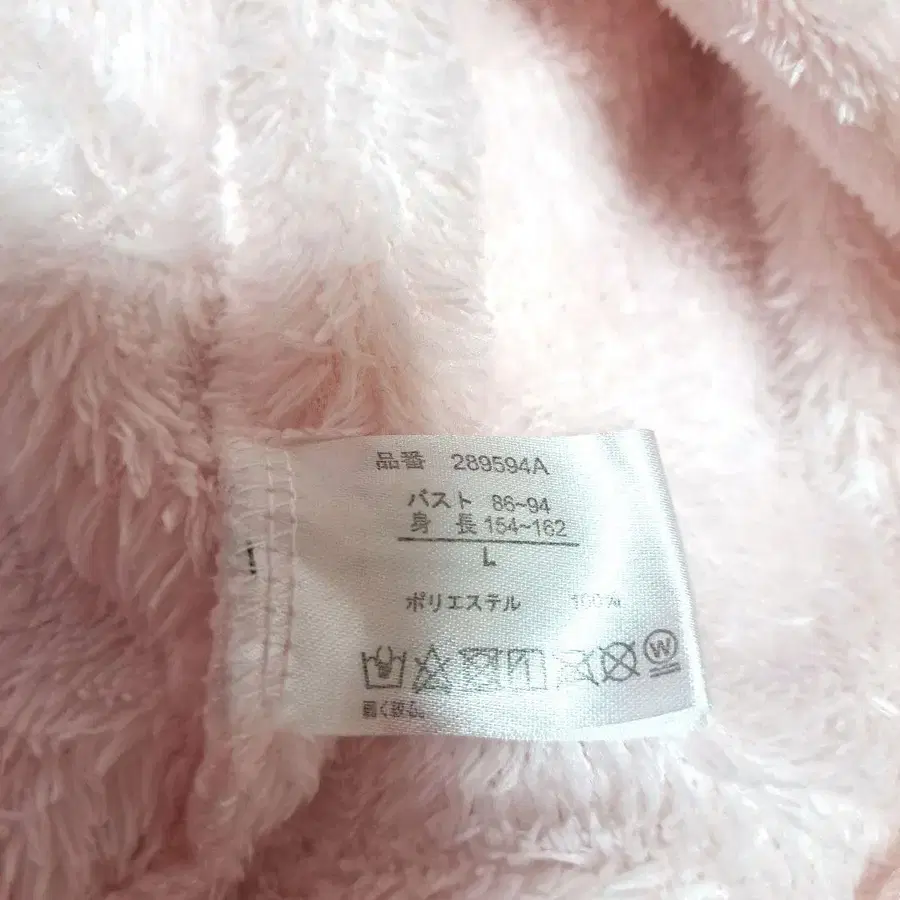 品番 289594A
バスト 86~94
身 長 154~162
L
ポリエステル 100%
W
軽く絞る。